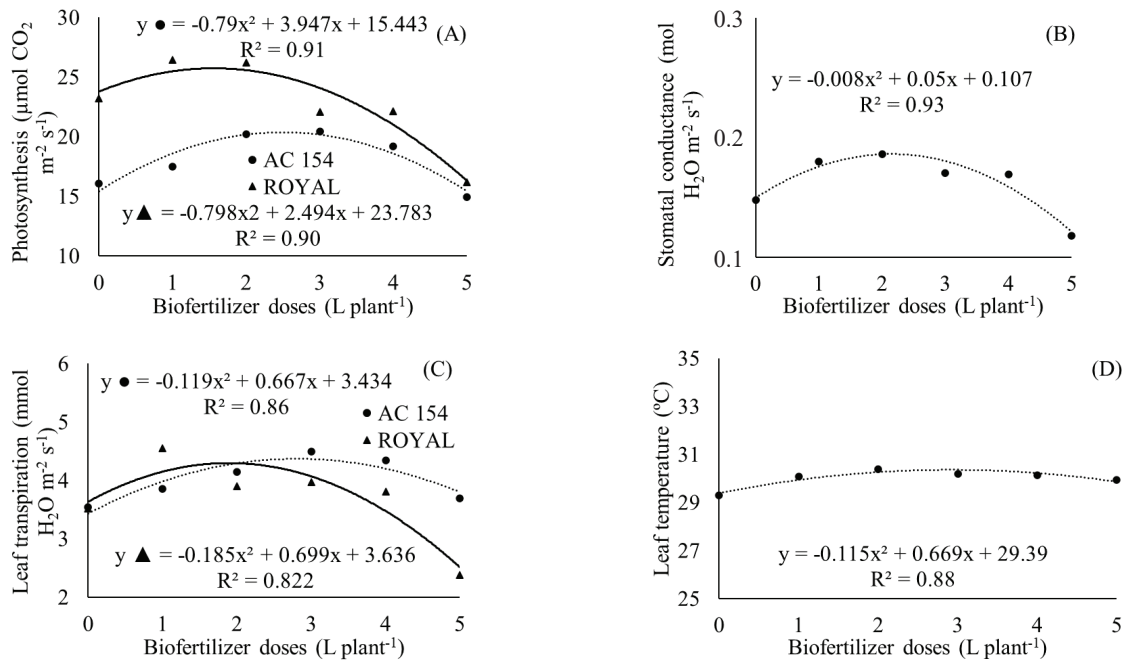 (A)
y ● = -0.79x² + 3.947x + 15.443
R² = 0.91
Photosynthesis (μmol CO₂
m⁻² s⁻¹)
30
25
20
15
10
● AC 154
▲ ROYAL
y ▲ = -0.798x2 + 2.494x + 23.783
R² = 0.90
0 1 2 3 4 5
Biofertilizer doses (L plant⁻¹)
(B)
y = -0.008x² + 0.05x + 0.107
R² = 0.93
Stomatal conductance (mol
H₂O m⁻² s⁻¹)
0.3
0.2
0.1
0 1 2 3 4 5
Biofertilizer doses (L plant⁻¹)
(C)
y ● = -0.119x² + 0.667x + 3.434
R² = 0.86
Leaf transpiration (mmol
H₂O m⁻² s⁻¹)
6
5
4
3
2
● AC 154
▲ ROYAL
y ▲ = -0.185x² + 0.699x + 3.636
R² = 0.822
0 1 2 3 4 5
Biofertilizer doses (L plant⁻¹)
(D)
Leaf temperature (ºC)
35
33
31
29
27
25
y = -0.115x² + 0.669x + 29.39
R² = 0.88
0 1 2 3 4 5
Biofertilizer doses (L plant⁻¹)